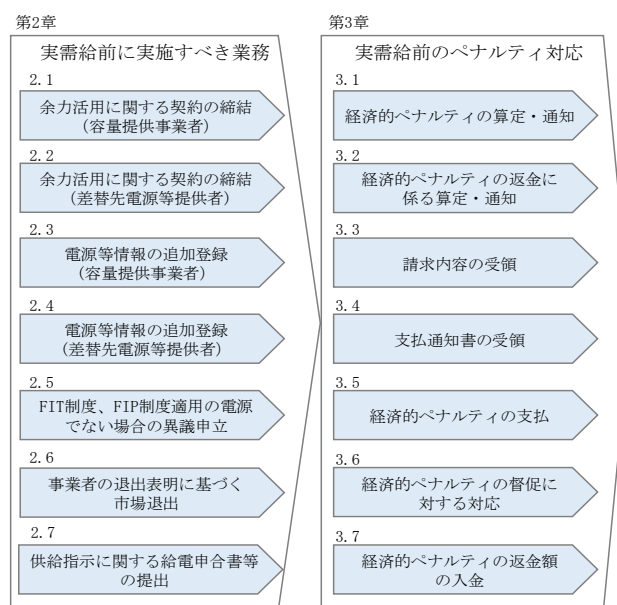 第2章
実需給前に実施すべき業務
2.1
余力活用に関する契約の締結
(容量提供事業者)
2.2
余力活用に関する契約の締結
(差替先電源等提供者)
2.3
電源等情報の追加登録
(容量提供事業者)
2.4
電源等情報の追加登録
(差替先電源等提供者)
2.5
FIT制度、FIP制度適用の電源
でない場合の異議申立
2.6
事業者の退出表明に基づく
市場退出
2.7
供給指示に関する給電申合書等
の提出
第3章
実需給前のペナルティ対応
3.1
経済的ペナルティの算定・通知
3.2
経済的ペナルティの返金に
係る算定・通知
3.3
請求内容の受領
3.4
支払通知書の受領
3.5
経済的ペナルティの支払
3.6
経済的ペナルティの督促に
対する対応
3.7
経済的ペナルティの返金額
の入金